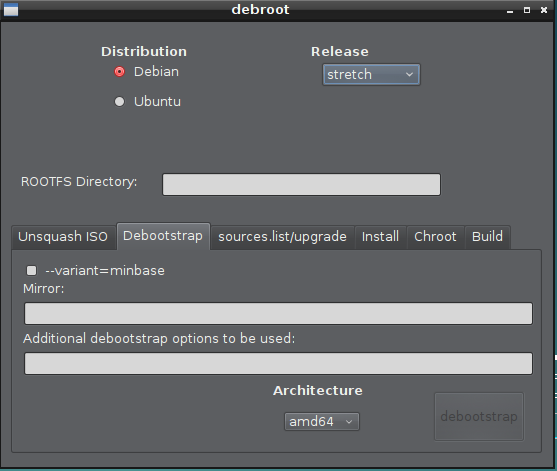 debroot
Distribution Release
Debian stretch
Ubuntu
ROOTFS Directory:
Unsquash ISO Debootstrap sources.list/upgrade Install Chroot Build
--variant=minbase
Mirror:
Additional debootstrap options to be used:
Architecture
amd64 debootstrap